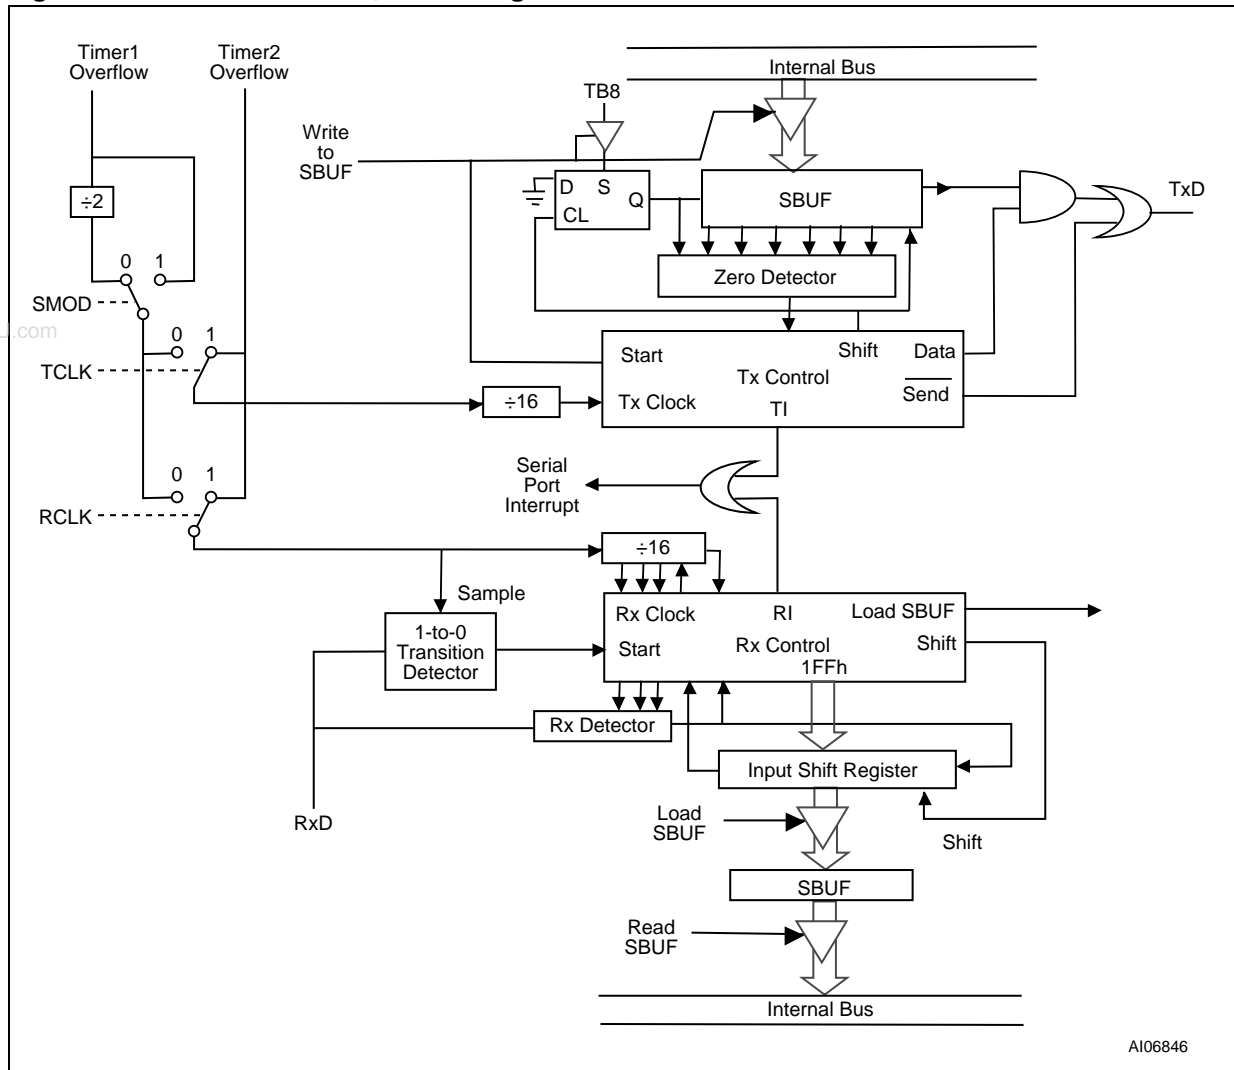 Timer1
Overflow
Timer2
Overflow
Internal Bus
TB8
Write
to
SBUF
D S
Q
CL
SBUF
TxD
÷2
Zero Detector
0 1
SMOD
0 1
TCLK
Start
Shift
Data
Tx Control
Send
Tx Clock
TI
÷16
Serial
Port
Interrupt
0 1
RCLK
÷16
Sample
Rx Clock
RI
Load SBUF
1-to-0
Transition
Detector
Start
Rx Control
Shift
1FFh
Rx Detector
Input Shift Register
RxD
Load
SBUF
Shift
SBUF
Read
SBUF
Internal Bus
AI06846